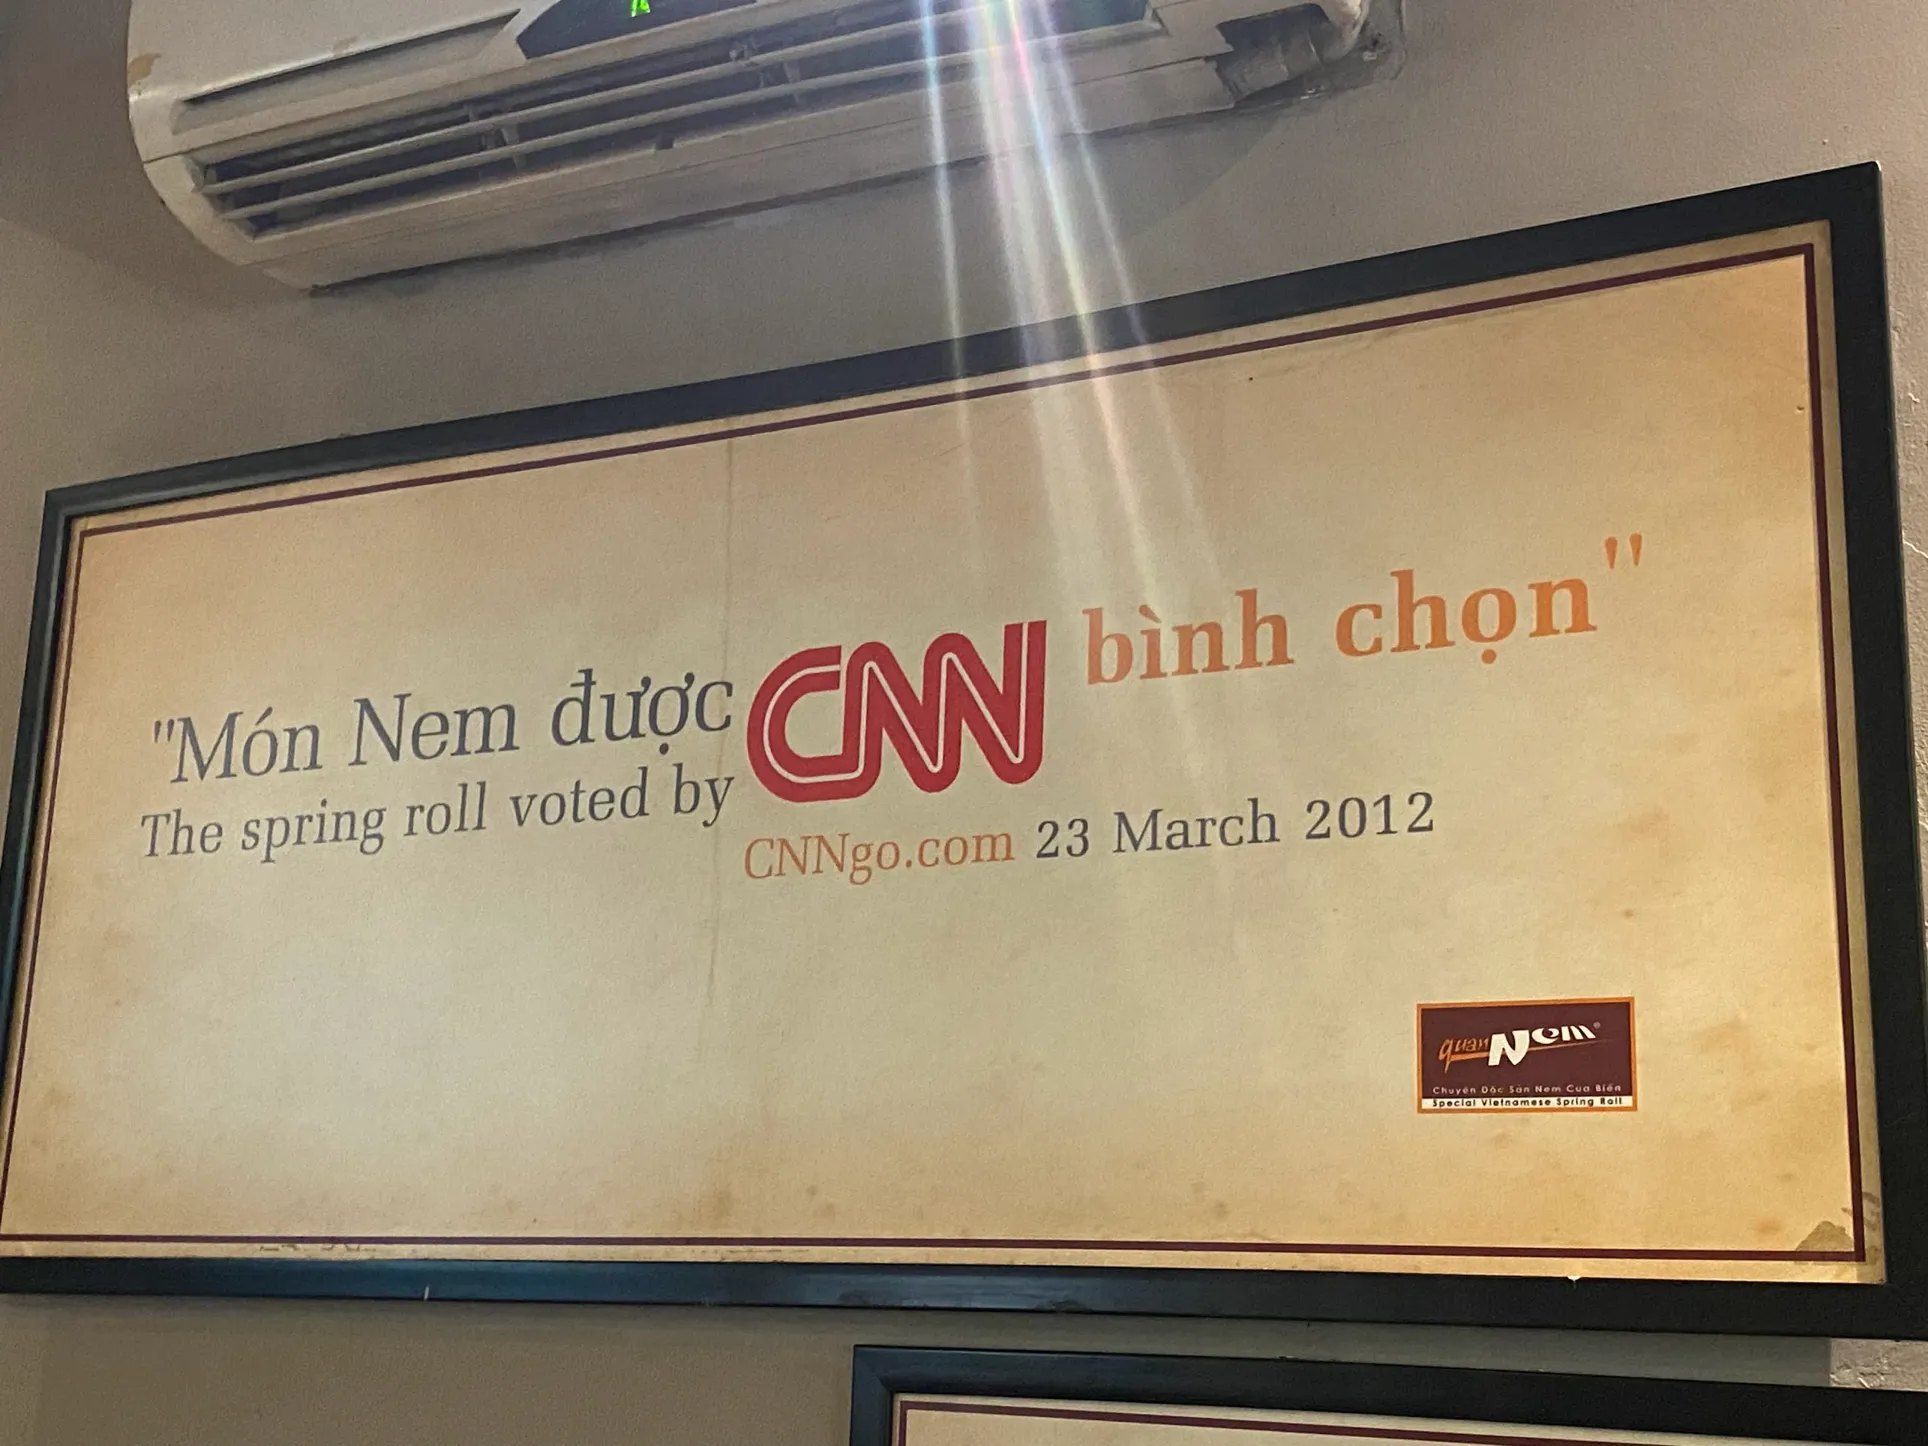 "Món Nem được CNN bình chọn"
The spring roll voted by
CNNgo.com 23 March 2012
quán Nem®
Chuyên Đặc Sản Nem Cua Biển
Special Vietnamese Spring Roll